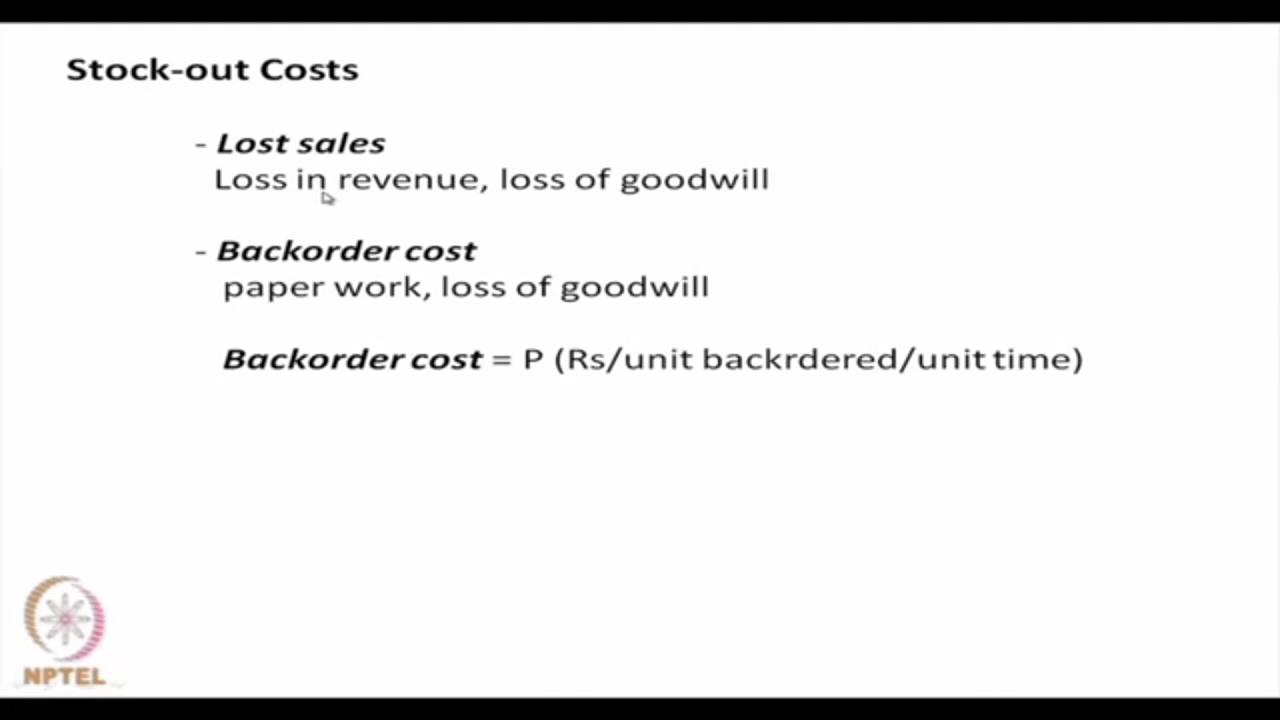 Stock-out Costs
- Lost sales
Loss in revenue, loss of goodwill
- Backorder cost
paper work, loss of goodwill
Backorder cost = P (Rs/unit backrdered/unit time)
NPTEL